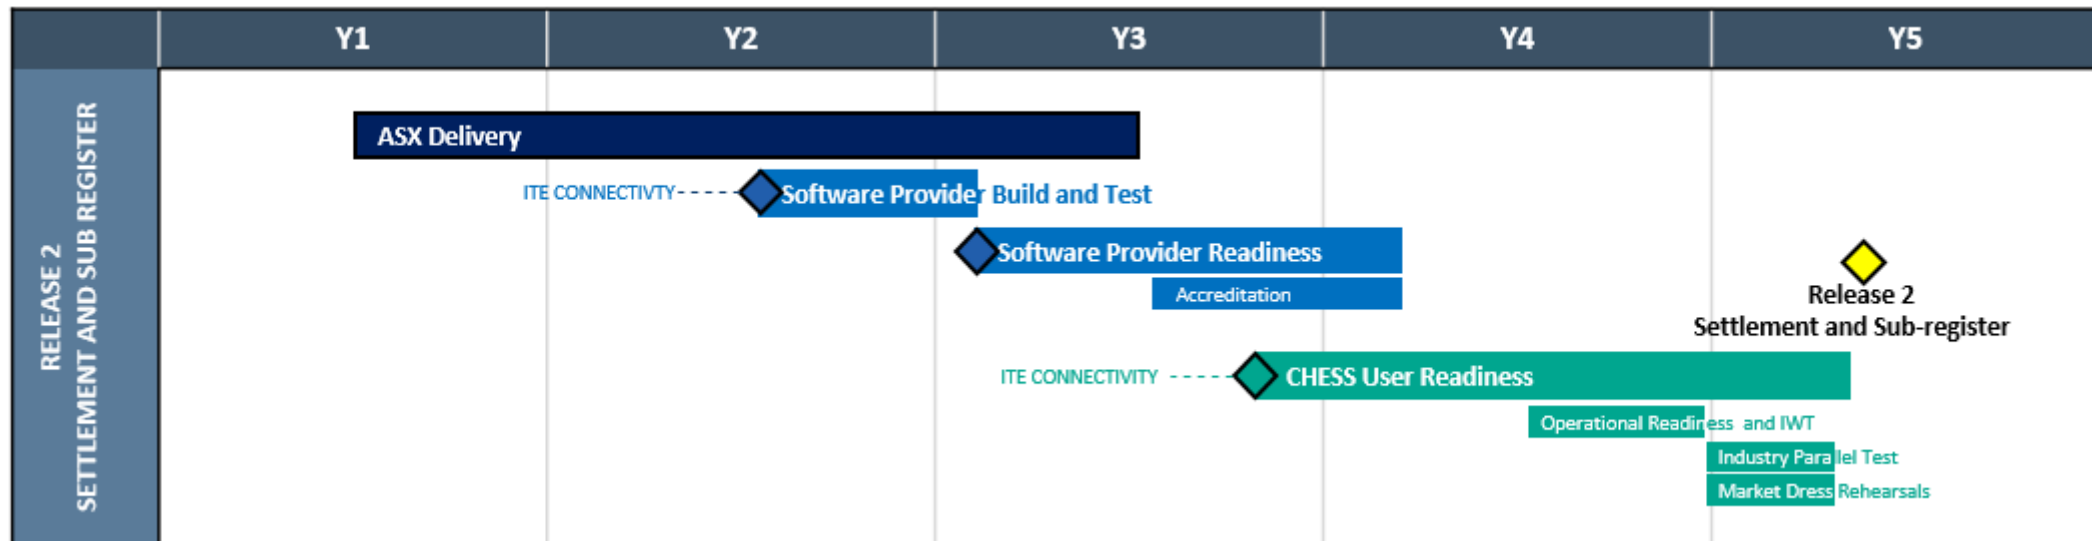 Y1 Y2 Y3 Y4 Y5
RELEASE 2
SETTLEMENT AND SUB REGISTER
ASX Delivery
ITE CONNECTIVTY
Software Provider Build and Test
Software Provider Readiness
Accreditation
Release 2
Settlement and Sub-register
ITE CONNECTIVITY
CHESS User Readiness
Operational Readiness and IWT
Industry Parallel Test
Market Dress Rehearsals